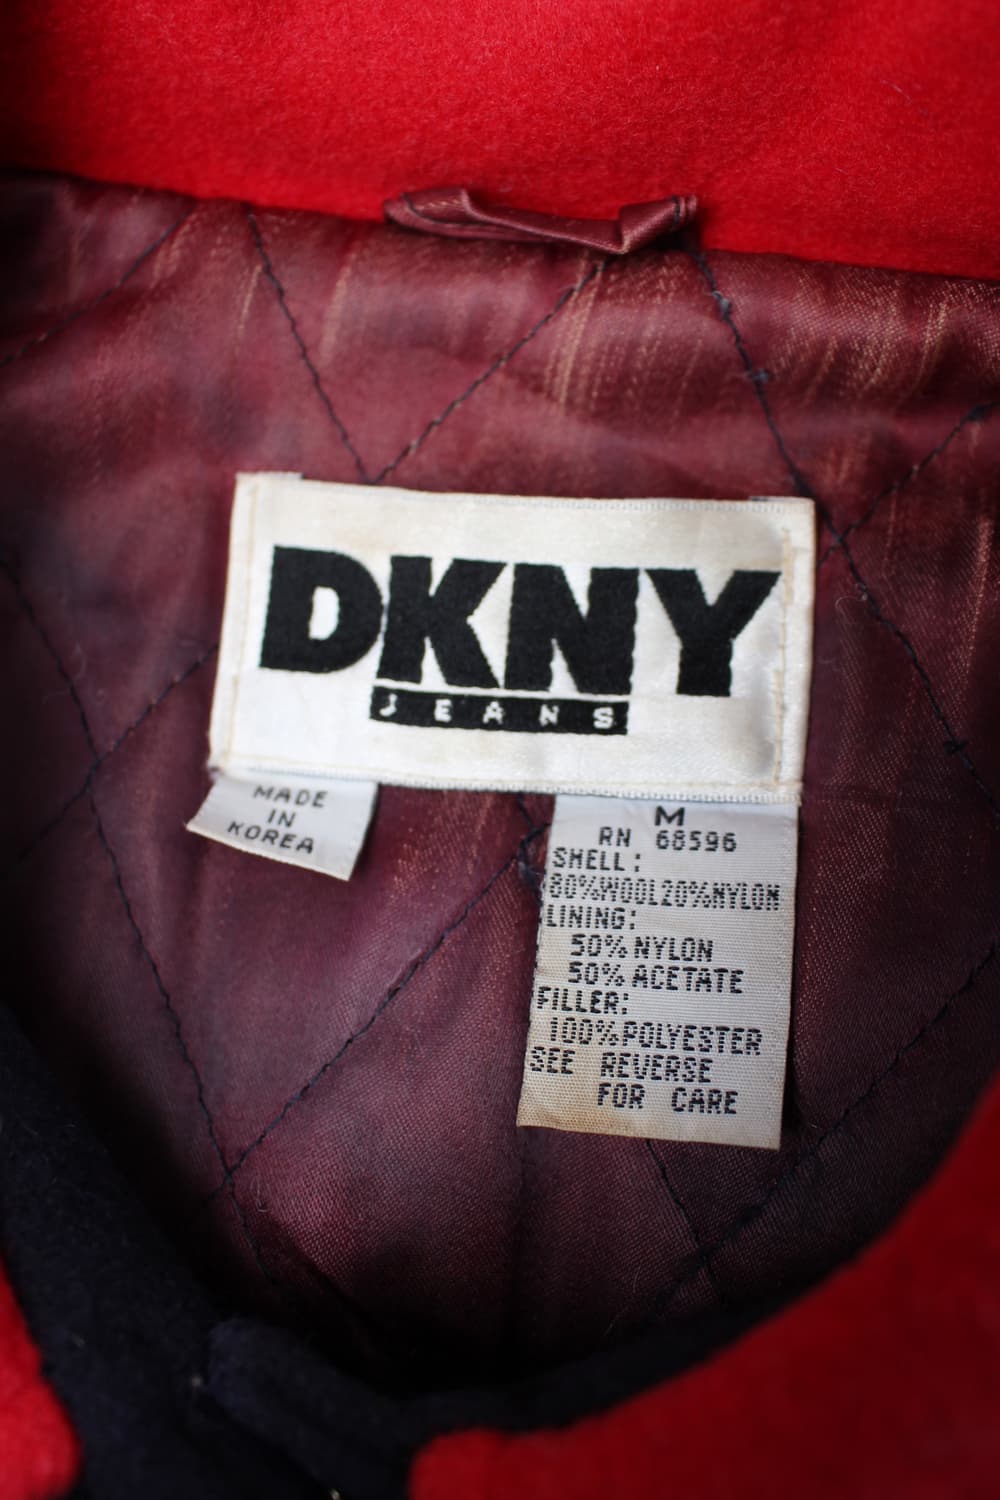 DKNY
JEANS
MADE
IN
KOREA
M
RN 68596
SHELL:
80%WOOL20%NYLON
LINING:
50%NYLON
50%ACETATE
FILLER:
100%POLYESTER
SEE REVERSE
FOR CARE